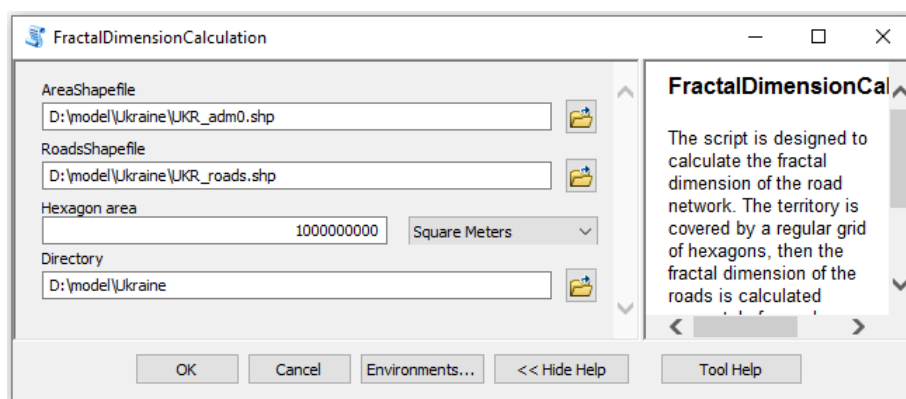 FractalDimensionCalculation
AreaShapefile
D:\model\Ukraine\UKR_adm0.shp
RoadsShapefile
D:\model\Ukraine\UKR_roads.shp
Hexagon area
1000000000 Square Meters
Directory
D:\model\Ukraine
FractalDimensionCal
The script is designed to
calculate the fractal
dimension of the road
network. The territory is
covered by a regular grid
of hexagons, then the
fractal dimension of the
roads is calculated
OK Cancel Environments... << Hide Help Tool Help